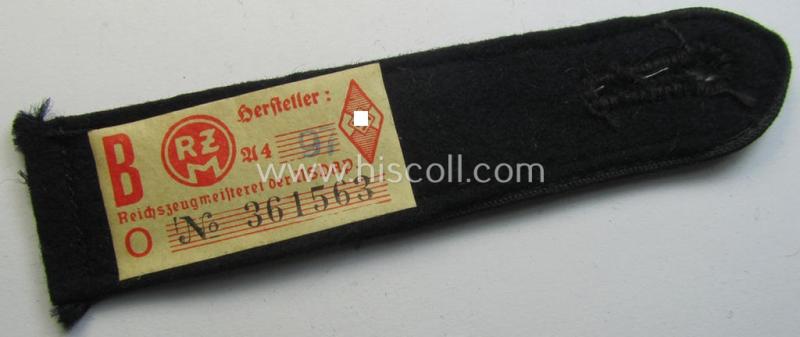 Hersteller:
B RZM A4 91
Reichszeugmeisterei der NSDAP.
O № 361563
www.hiscoll.com